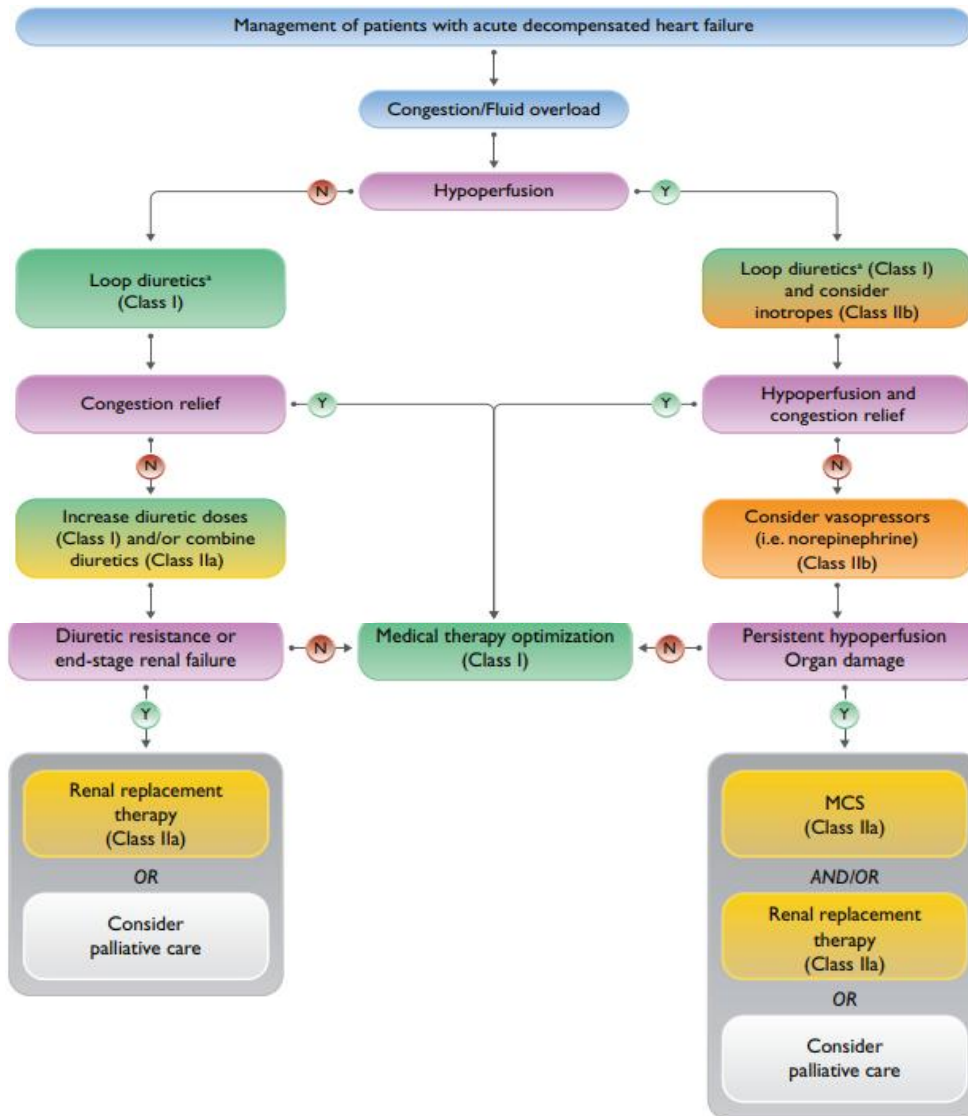 Management of patients with acute decompensated heart failure
Congestion/Fluid overload
N
Hypoperfusion
Y
Loop diureticsᵃ
(Class I)
Loop diureticsᵃ (Class I)
and consider
inotropes (Class IIb)
Congestion relief
Y
Y
Hypoperfusion and
congestion relief
N
N
Increase diuretic doses
(Class I) and/or combine
diuretics (Class IIa)
Consider vasopressors
(i.e. norepinephrine)
(Class IIb)
Diuretic resistance or
end-stage renal failure
N
Medical therapy optimization
(Class I)
N
Persistent hypoperfusion
Organ damage
Y
Y
Renal replacement
therapy
(Class IIa)
OR
Consider
palliative care
MCS
(Class IIa)
AND/OR
Renal replacement
therapy
(Class IIa)
OR
Consider
palliative care